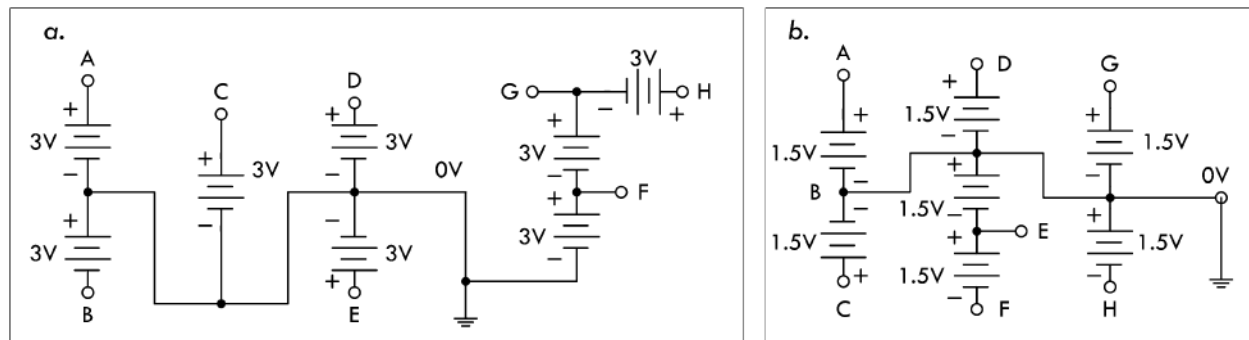 a.
A
+
3V
−
+
3V
−
B
C
+
3V
−
D
+
3V
−
−
3V
+
E
0V
G
3V
−
+
H
+
3V
−
F
+
3V
−
b.
A
+
1.5V
−
B
−
1.5V
+
C
D
+
1.5V
−
+
1.5V
−
E
+
1.5V
−
F
G
+
1.5V
−
0V
+
1.5V
−
H